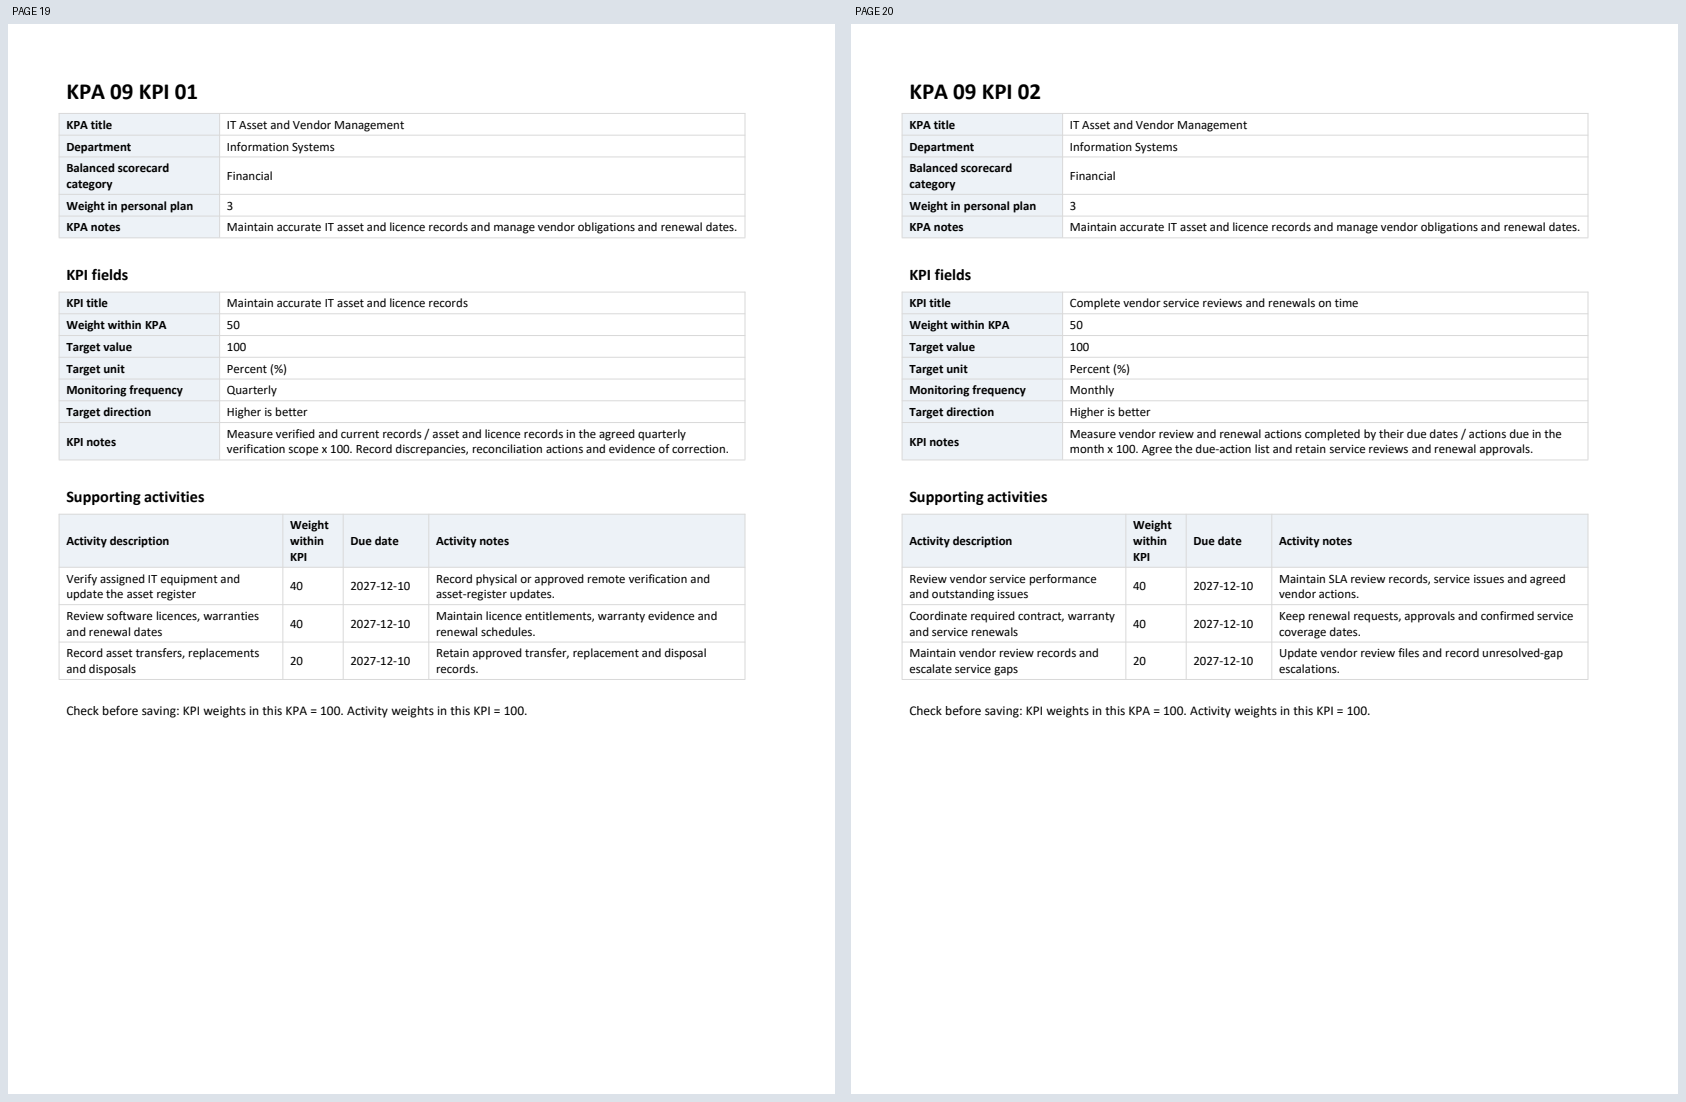 PAGE 19
KPA 09 KPI 01
KPA title
IT Asset and Vendor Management
Department
Information Systems
Balanced scorecard
category
Financial
Weight in personal plan
3
KPA notes
Maintain accurate IT asset and licence records and manage vendor obligations and renewal dates.
KPI fields
KPI title
Maintain accurate IT asset and licence records
Weight within KPA
50
Target value
100
Target unit
Percent (%)
Monitoring frequency
Quarterly
Target direction
Higher is better
KPI notes
Measure verified and current records / asset and licence records in the agreed quarterly
verification scope x 100. Record discrepancies, reconciliation actions and evidence of correction.
Supporting activities
Activity description
Weight
within
KPI
Due date
Activity notes
Verify assigned IT equipment and
update the asset register
40
2027-12-10
Record physical or approved remote verification and
asset-register updates.
Review software licences, warranties
and renewal dates
40
2027-12-10
Maintain licence entitlements, warranty evidence and
renewal schedules.
Record asset transfers, replacements
and disposals
20
2027-12-10
Retain approved transfer, replacement and disposal
records.
Check before saving: KPI weights in this KPA = 100. Activity weights in this KPI = 100.
PAGE 20
KPA 09 KPI 02
KPA title
IT Asset and Vendor Management
Department
Information Systems
Balanced scorecard
category
Financial
Weight in personal plan
3
KPA notes
Maintain accurate IT asset and licence records and manage vendor obligations and renewal dates.
KPI fields
KPI title
Complete vendor service reviews and renewals on time
Weight within KPA
50
Target value
100
Target unit
Percent (%)
Monitoring frequency
Monthly
Target direction
Higher is better
KPI notes
Measure vendor review and renewal actions completed by their due dates / actions due in the
month x 100. Agree the due-action list and retain service reviews and renewal approvals.
Supporting activities
Activity description
Weight
within
KPI
Due date
Activity notes
Review vendor service performance
and outstanding issues
40
2027-12-10
Maintain SLA review records, service issues and agreed
vendor actions.
Coordinate required contract, warranty
and service renewals
40
2027-12-10
Keep renewal requests, approvals and confirmed service
coverage dates.
Maintain vendor review records and
escalate service gaps
20
2027-12-10
Update vendor review files and record unresolved-gap
escalations.
Check before saving: KPI weights in this KPA = 100. Activity weights in this KPI = 100.